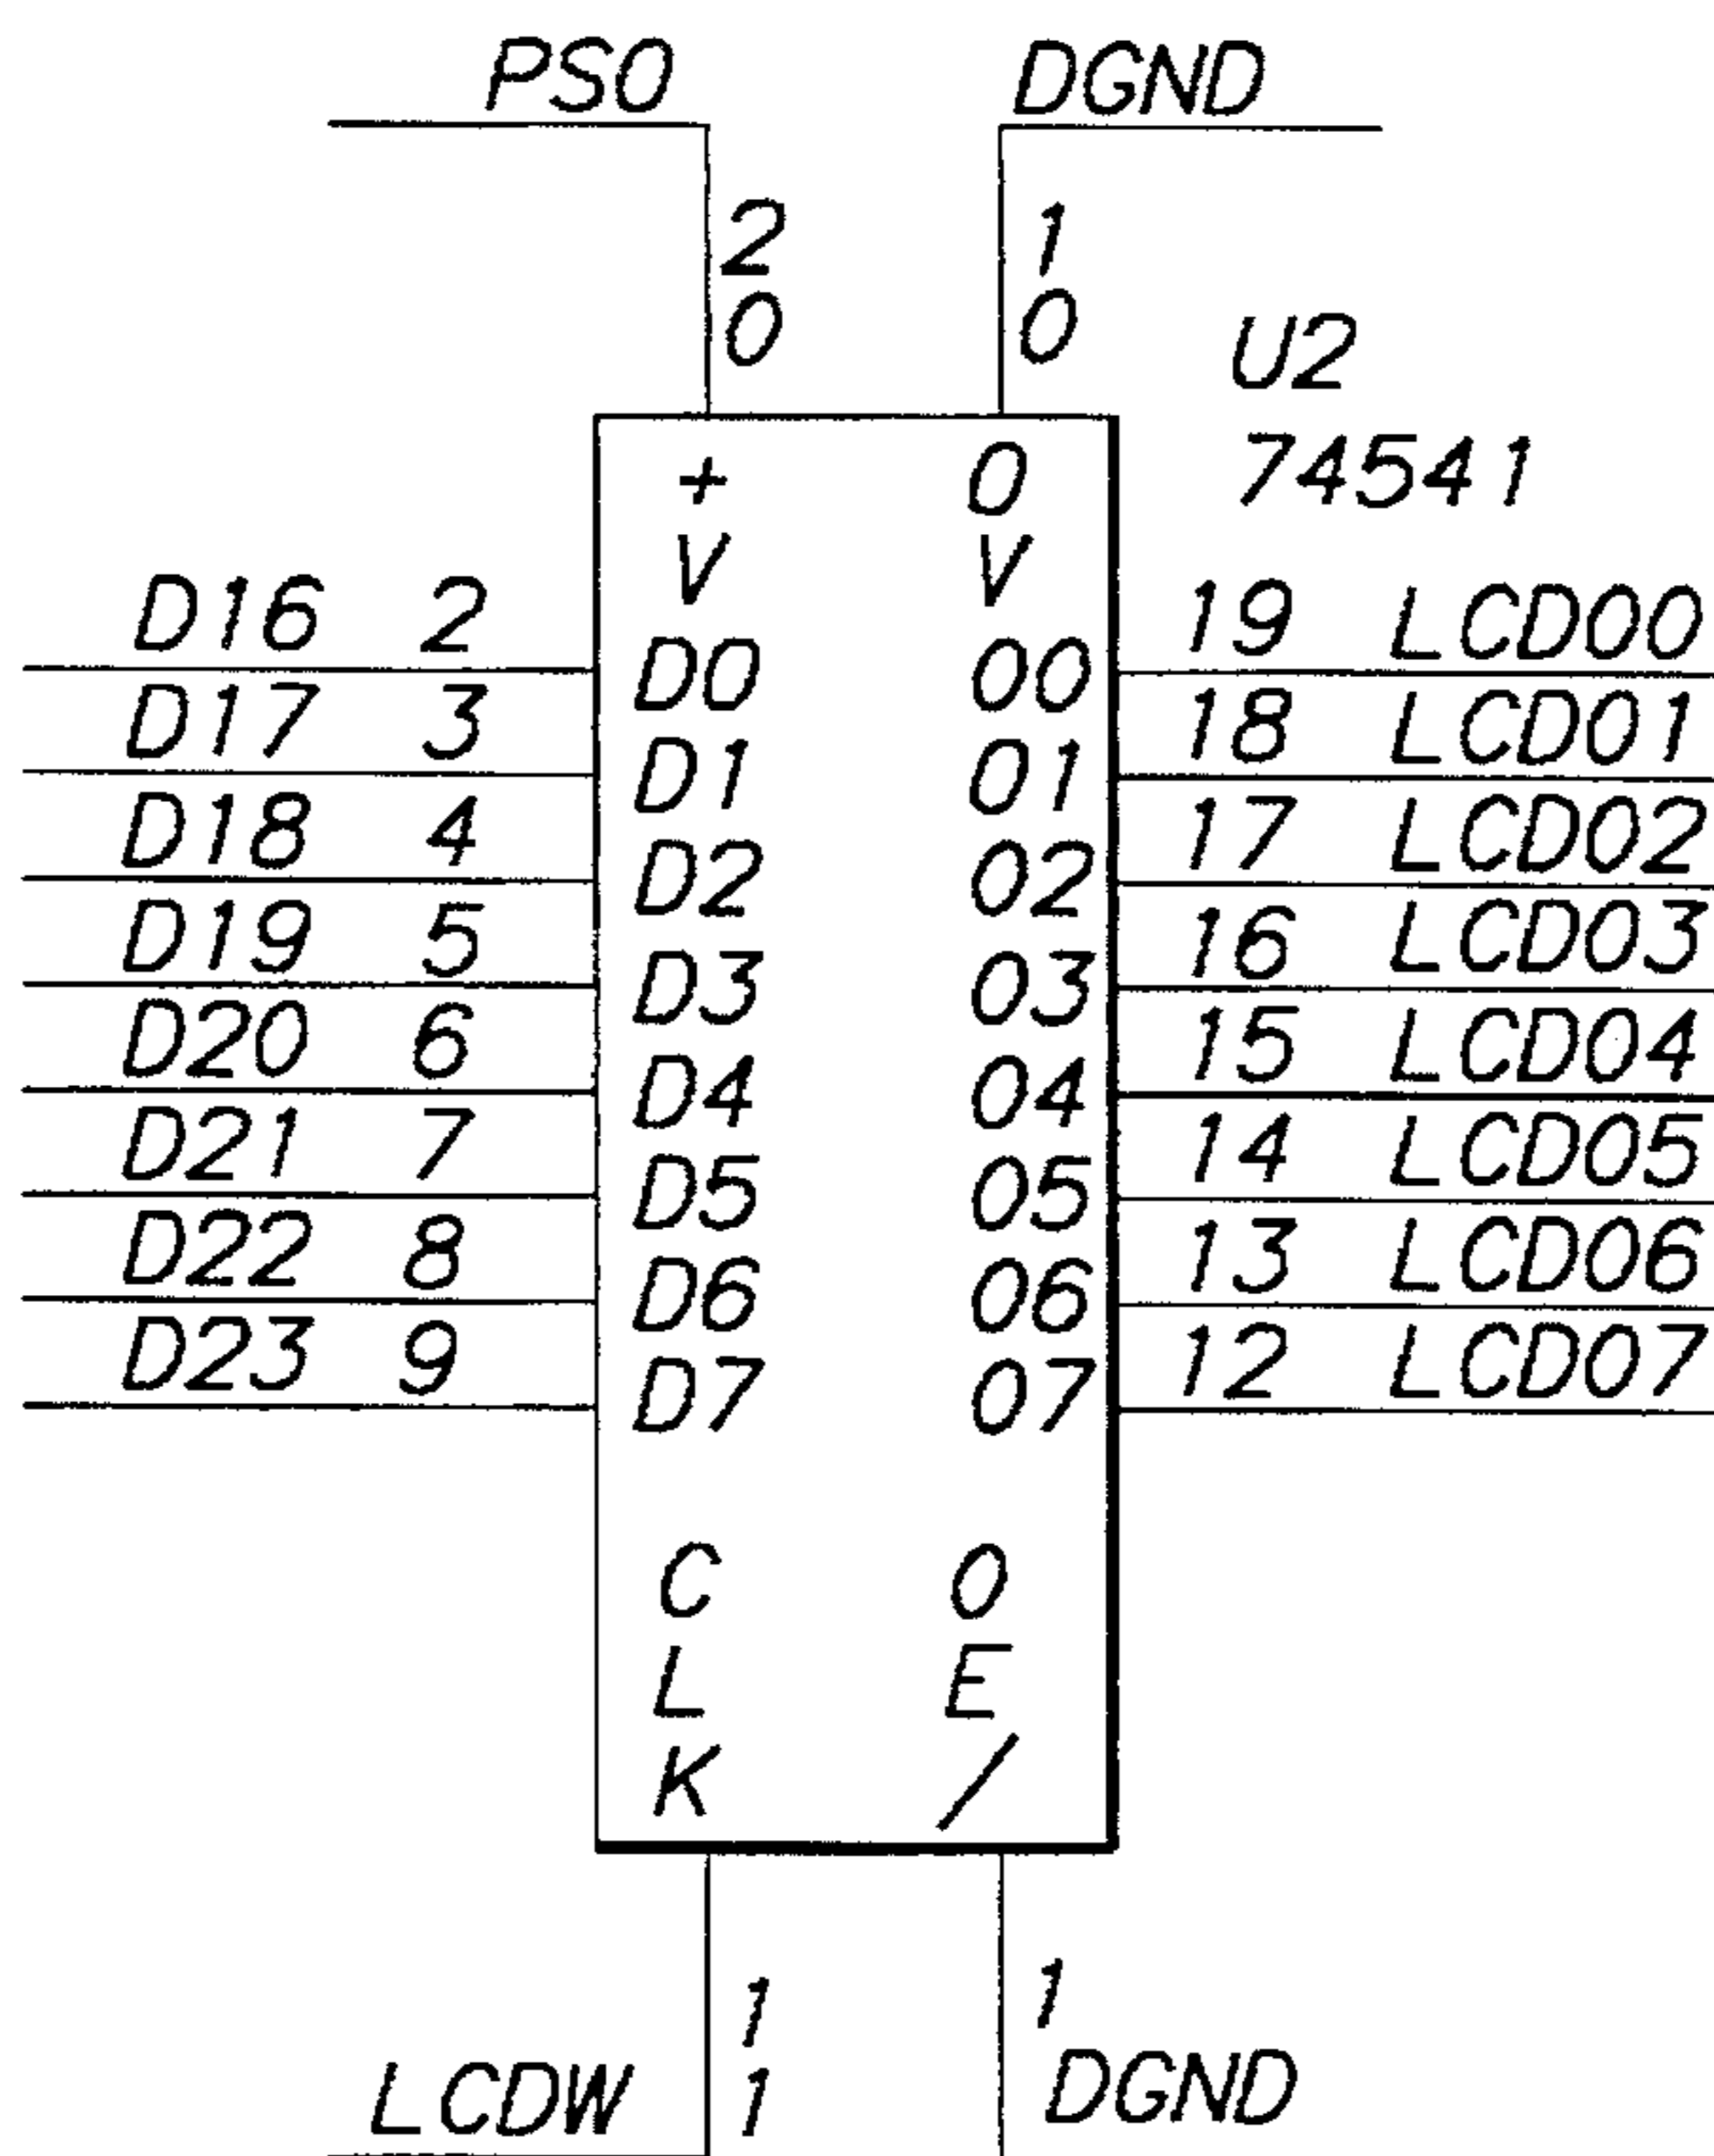 PS0 DGND
2 1
0 0
U2
74541
+ 0
V V
D16 2 D0 00 19 LCD00
D17 3 D1 01 18 LCD01
D18 4 D2 02 17 LCD02
D19 5 D3 03 16 LCD03
D20 6 D4 04 15 LCD04
D21 7 D5 05 14 LCD05
D22 8 D6 06 13 LCD06
D23 9 D7 07 12 LCD07
C O
L E
K /
1 1
LCDW 1 DGND